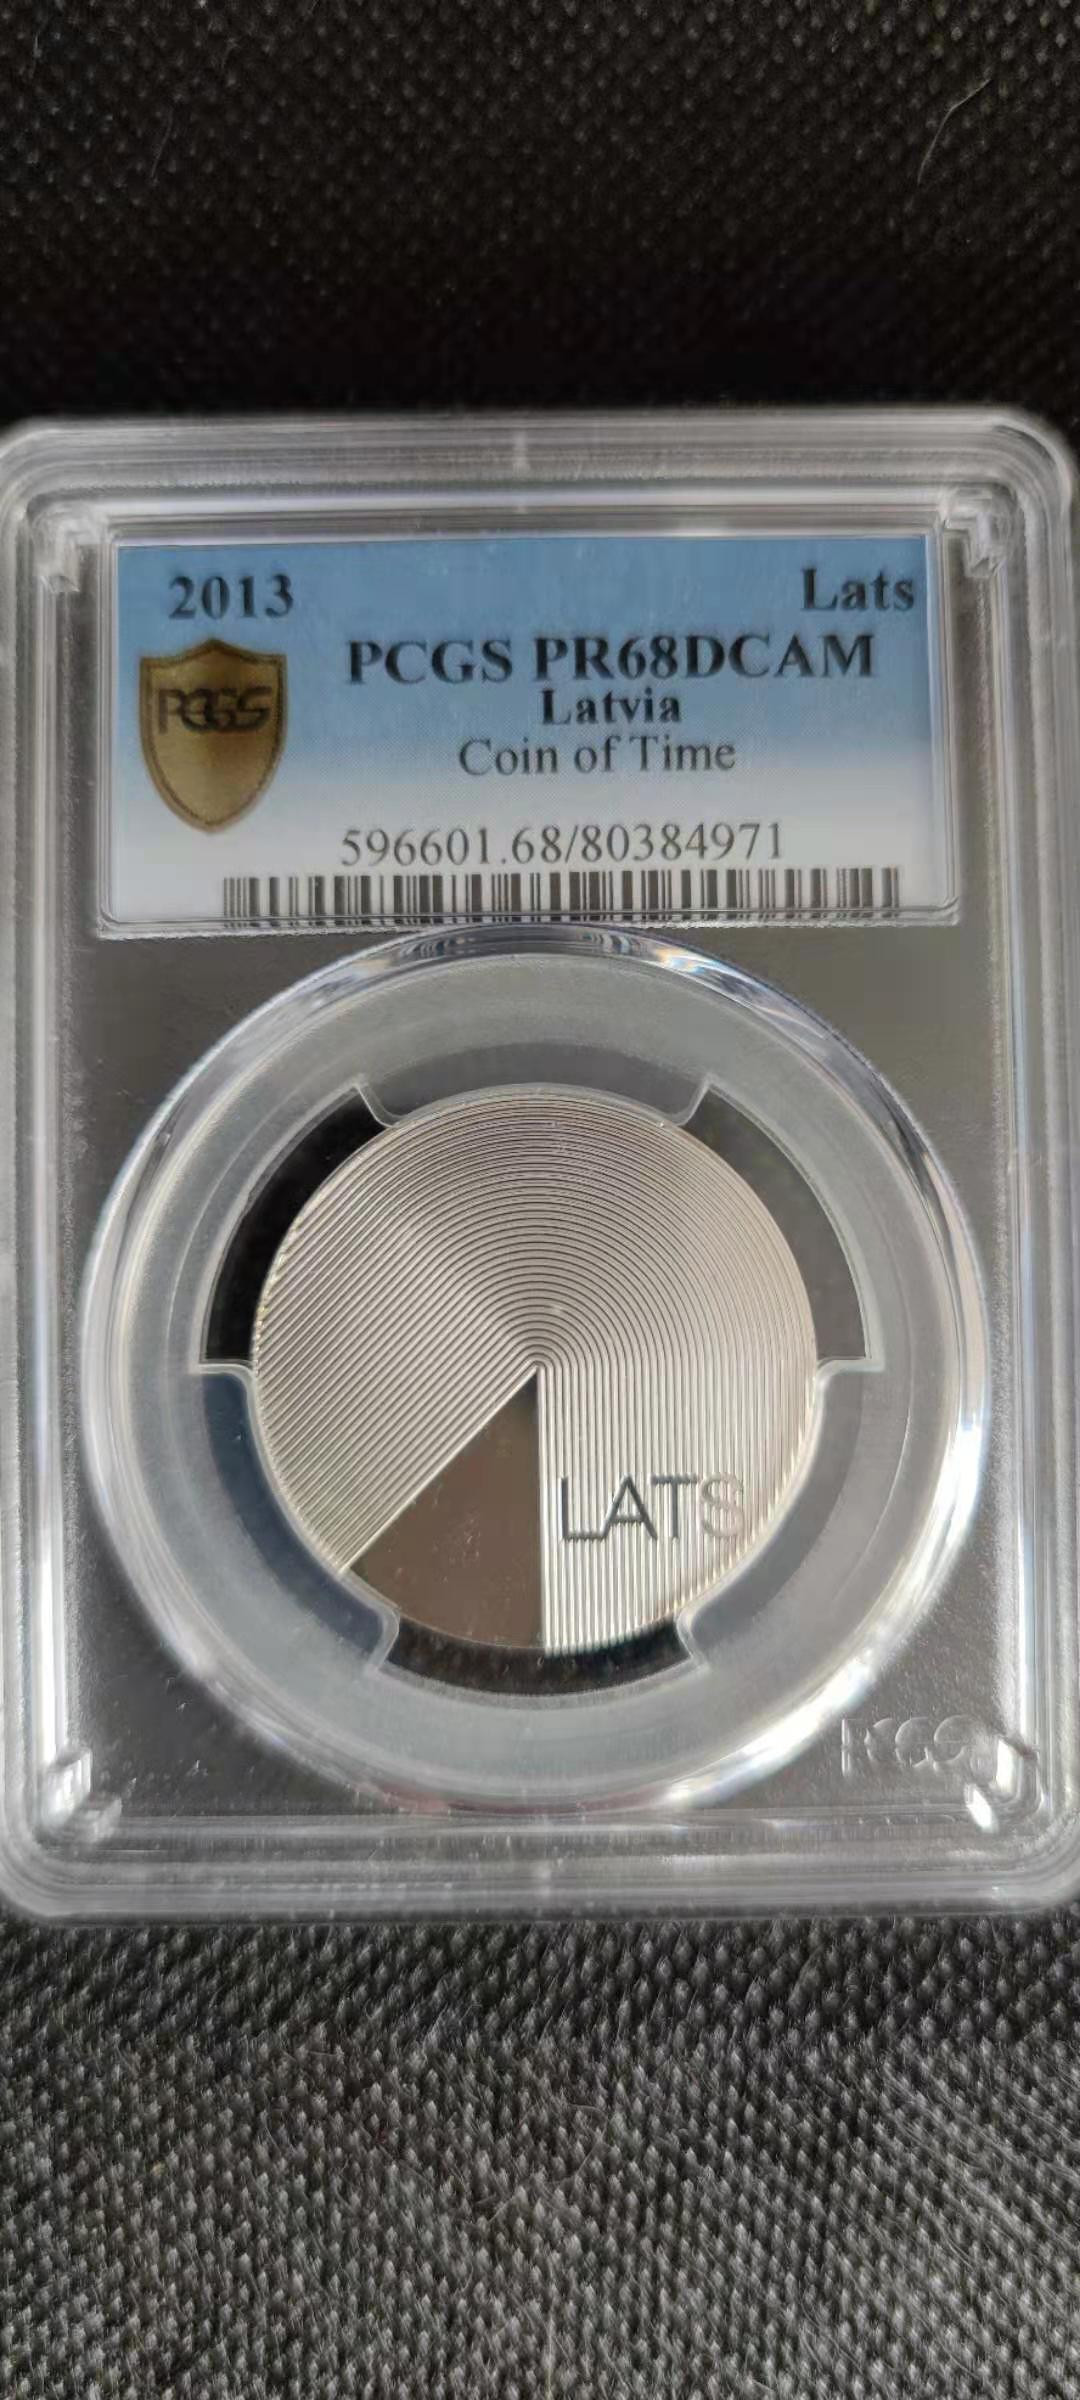 2013 Lats
PCGS PR68DCAM
PCGS
Latvia
Coin of Time
596601.68/80384971
LATS
PCGS